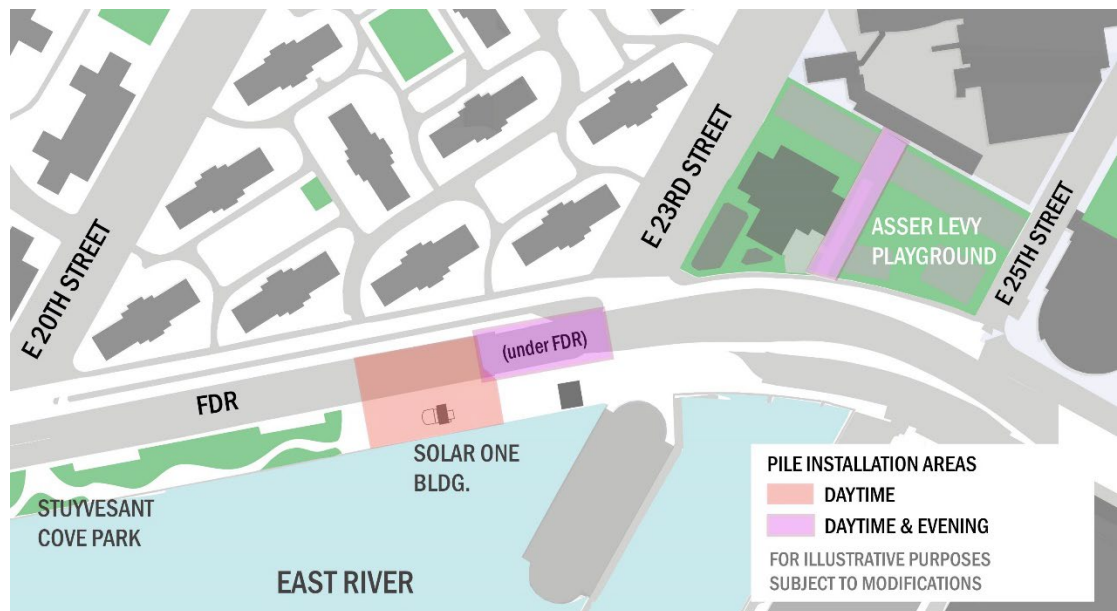 E 20TH STREET
E 23RD STREET
E 25TH STREET
ASSER LEVY
PLAYGROUND
(under FDR)
FDR
SOLAR ONE
BLDG.
STUYVESANT
COVE PARK
EAST RIVER
PILE INSTALLATION AREAS
DAYTIME
DAYTIME & EVENING
FOR ILLUSTRATIVE PURPOSES
SUBJECT TO MODIFICATIONS